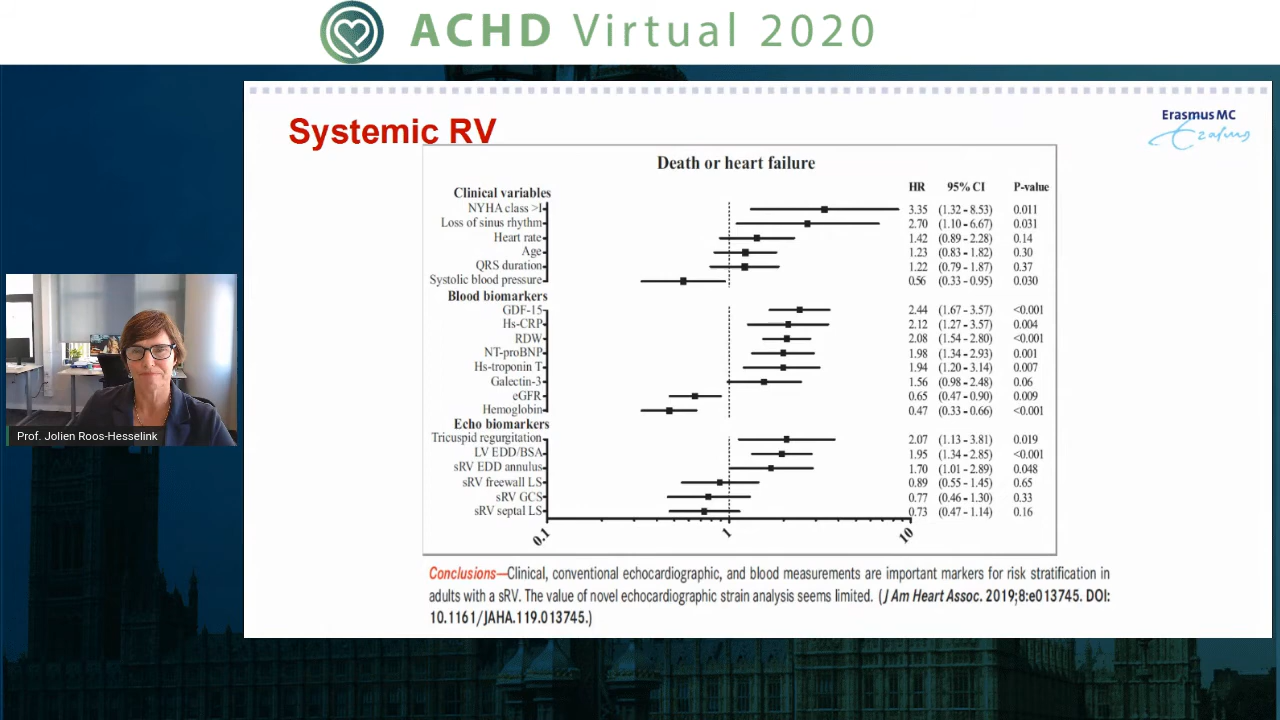 ACHD Virtual 2020
Systemic RV
Erasmus MC
Erasmus
Death or heart failure
HR 95% CI P-value
Clinical variables
NYHA class >I 3.35 (1.32 - 8.53) 0.011
Loss of sinus rhythm 2.70 (1.10 - 6.67) 0.031
Heart rate 1.42 (0.89 - 2.28) 0.14
Age 1.23 (0.83 - 1.82) 0.30
QRS duration 1.22 (0.79 - 1.87) 0.37
Systolic blood pressure 0.56 (0.33 - 0.95) 0.030
Blood biomarkers
GDF-15 2.44 (1.67 - 3.57) <0.001
Hs-CRP 2.12 (1.27 - 3.57) 0.004
RDW 2.08 (1.54 - 2.80) <0.001
NT-proBNP 1.98 (1.34 - 2.93) 0.001
Hs-troponin T 1.94 (1.20 - 3.14) 0.007
Galectin-3 1.56 (0.98 - 2.48) 0.06
eGFR 0.65 (0.47 - 0.90) 0.009
Hemoglobin 0.47 (0.33 - 0.66) <0.001
Echo biomarkers
Tricuspid regurgitation 2.07 (1.13 - 3.81) 0.019
LV EDD/BSA 1.95 (1.34 - 2.85) <0.001
sRV EDD annulus 1.70 (1.01 - 2.89) 0.048
sRV freewall LS 0.89 (0.55 - 1.45) 0.65
sRV GCS 0.77 (0.46 - 1.30) 0.33
sRV septal LS 0.73 (0.47 - 1.14) 0.16
0.1 1 10
Prof. Jolien Roos-Hesselink
Conclusions—Clinical, conventional echocardiographic, and blood measurements are important markers for risk stratification in
adults with a sRV. The value of novel echocardiographic strain analysis seems limited. (J Am Heart Assoc. 2019;8:e013745. DOI:
10.1161/JAHA.119.013745.)